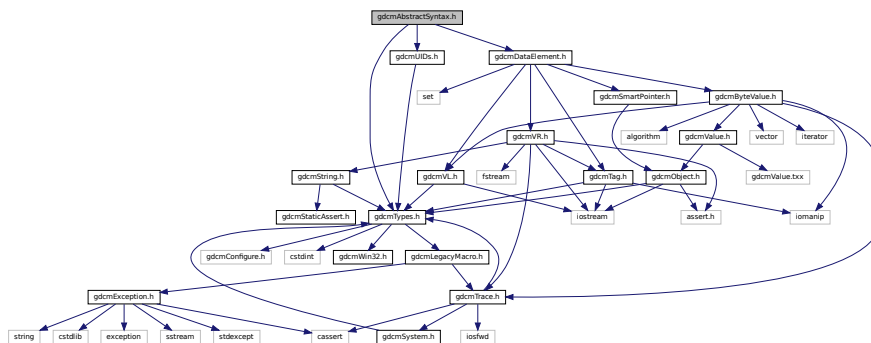 gdcmAbstractSyntax.h
gdcmUIDs.h
gdcmDataElement.h
set
gdcmSmartPointer.h
gdcmByteValue.h
gdcmVR.h
algorithm
gdcmValue.h
vector
iterator
gdcmString.h
gdcmVL.h
fstream
gdcmTag.h
gdcmObject.h
gdcmValue.txx
gdcmStaticAssert.h
gdcmTypes.h
iostream
assert.h
iomanip
gdcmConfigure.h
cstdint
gdcmWin32.h
gdcmLegacyMacro.h
gdcmException.h
gdcmTrace.h
string
cstdlib
exception
sstream
stdexcept
cassert
gdcmSystem.h
iosfwd